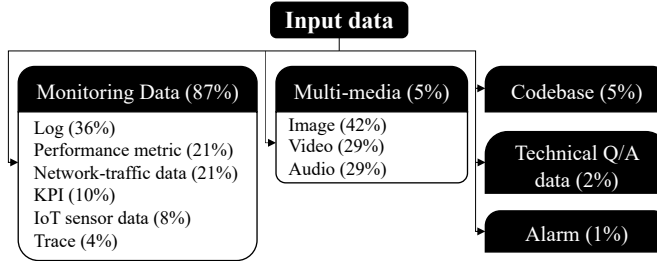 Input data
Monitoring Data (87%)
Log (36%)
Performance metric (21%)
Network-traffic data (21%)
KPI (10%)
IoT sensor data (8%)
Trace (4%)
Multi-media (5%)
Image (42%)
Video (29%)
Audio (29%)
Codebase (5%)
Technical Q/A
data (2%)
Alarm (1%)